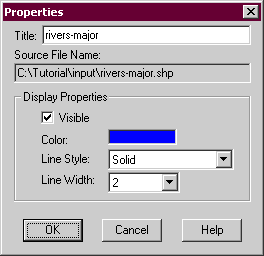 Properties
Title: rivers-major
Source File Name:
C:\Tutorial\input\rivers-major.shp
Display Properties
Visible
Color:
Line Style: Solid
Line Width: 2
OK Cancel Help